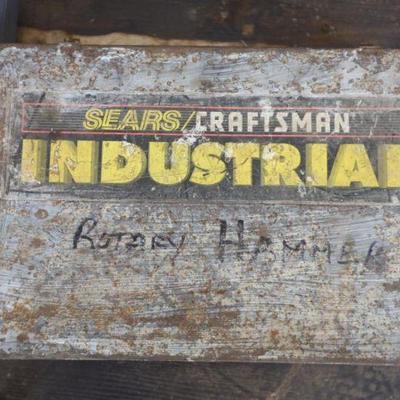 SEARS/CRAFTSMAN
INDUSTRIAL
ROTARY HAMMER